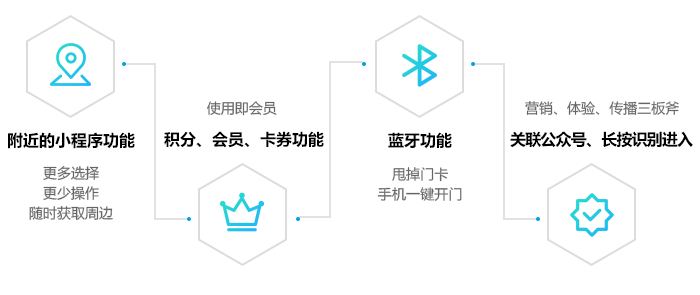 附近的小程序功能
更多选择
更少操作
随时获取周边
使用即会员
积分、会员、卡券功能
蓝牙功能
甩掉门卡
手机一键开门
营销、体验、传播三板斧
关联公众号、长按识别进入